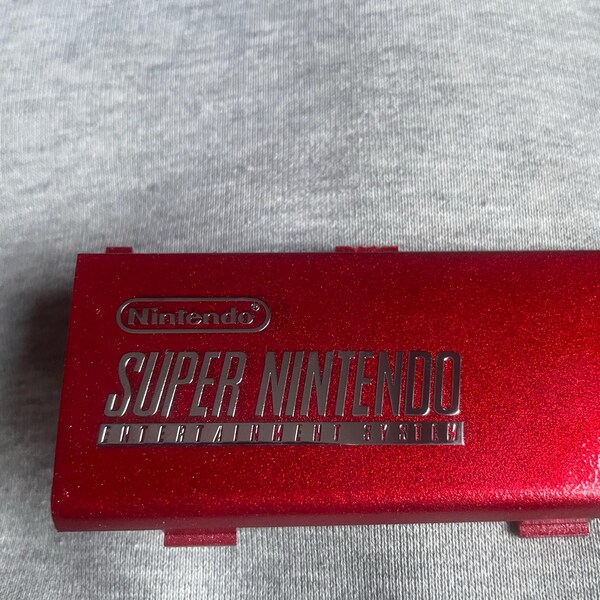 Nintendo®
SUPER NINTENDO
ENTERTAINMENT SYSTEM